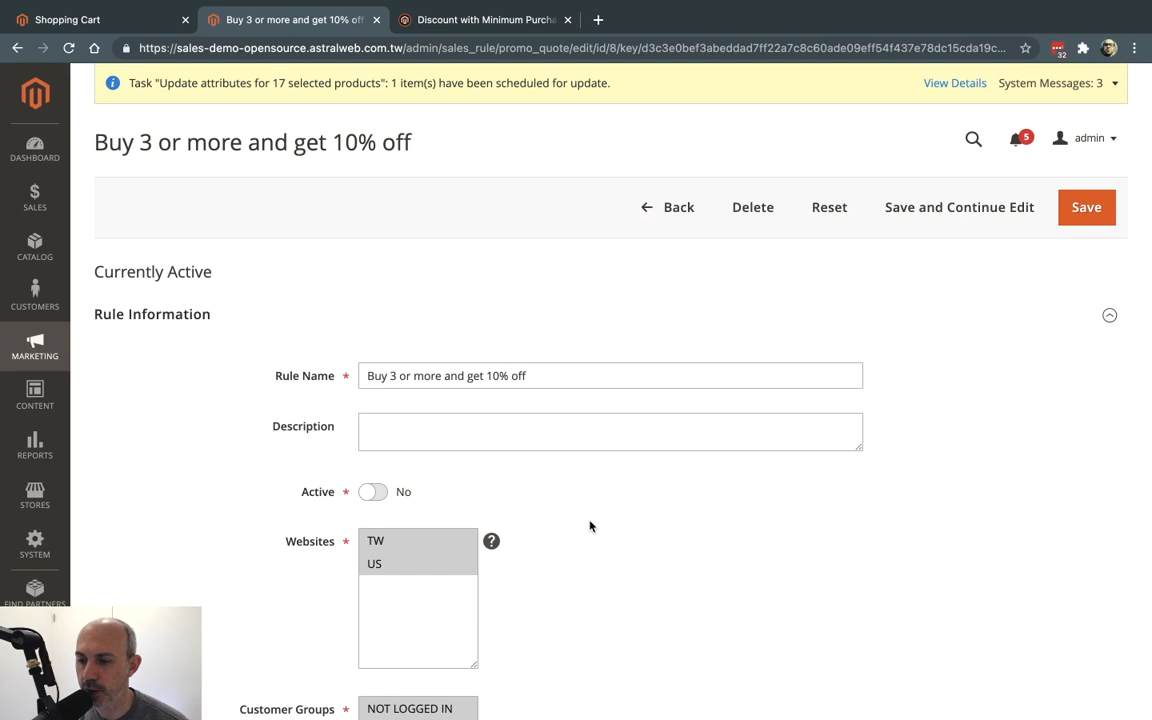 Shopping Cart
Buy 3 or more and get 10% of
Discount with Minimum Purcha
https://sales-demo-opensource.astralweb.com.tw/admin/sales_rule/promo_quote/edit/id/8/key/d3c3e0bef3abeddad7ff22a7c8c60ade09eff54f437e78dc15cda19c...
32
Task "Update attributes for 17 selected products": 1 item(s) have been scheduled for update.
View Details
System Messages: 3
Buy 3 or more and get 10% off
5
admin
DASHBOARD
SALES
CATALOG
CUSTOMERS
MARKETING
CONTENT
REPORTS
STORES
SYSTEM
FIND PARTNERS
Back
Delete
Reset
Save and Continue Edit
Save
Currently Active
Rule Information
Rule Name *
Buy 3 or more and get 10% off
Description
Active *
No
Websites *
TW
US
?
Customer Groups *
NOT LOGGED IN